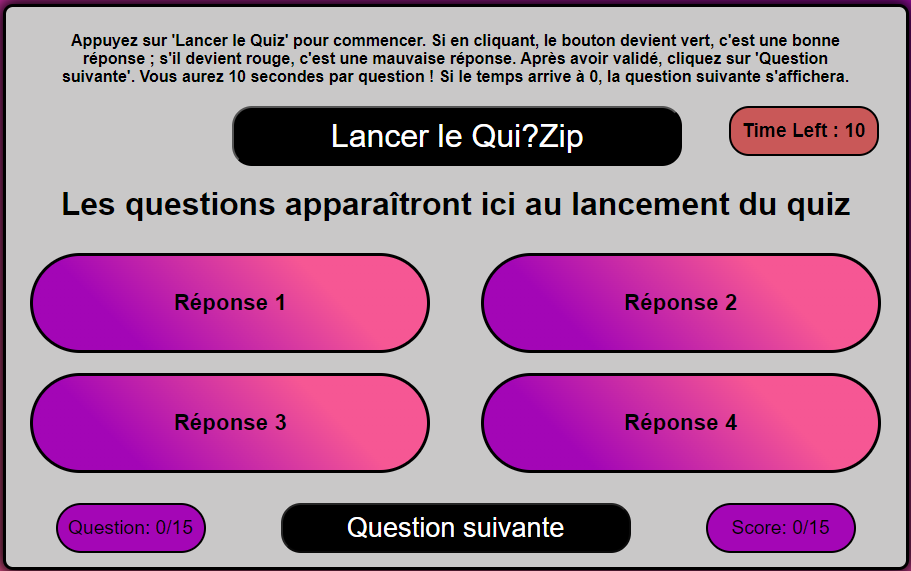 Appuyez sur 'Lancer le Quiz' pour commencer. Si en cliquant, le bouton devient vert, c'est une bonne
réponse ; s'il devient rouge, c'est une mauvaise réponse. Après avoir validé, cliquez sur 'Question
suivante'. Vous aurez 10 secondes par question ! Si le temps arrive à 0, la question suivante s'affichera.
Lancer le Qui?Zip
Time Left : 10
Les questions apparaîtront ici au lancement du quiz
Réponse 1
Réponse 2
Réponse 3
Réponse 4
Question: 0/15
Question suivante
Score: 0/15